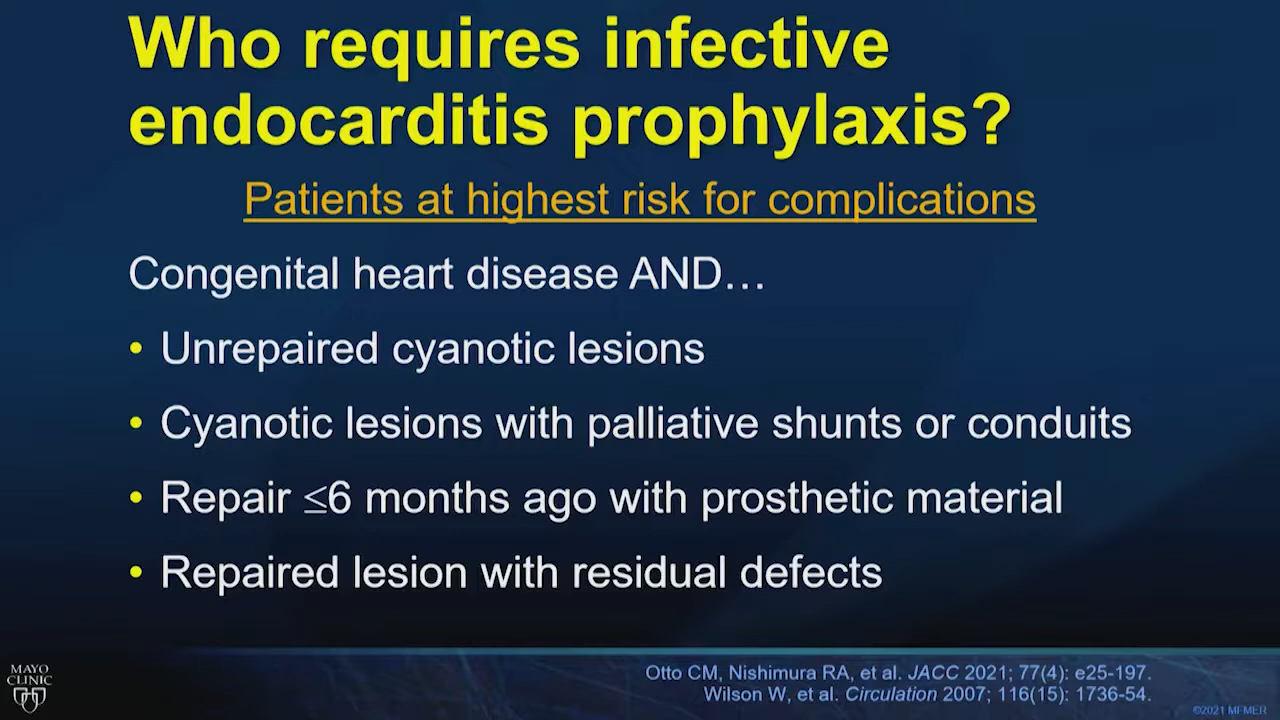 Who requires infective
endocarditis prophylaxis?
Patients at highest risk for complications
Congenital heart disease AND…
• Unrepaired cyanotic lesions
• Cyanotic lesions with palliative shunts or conduits
• Repair ≤6 months ago with prosthetic material
• Repaired lesion with residual defects
MAYO
CLINIC
Otto CM, Nishimura RA, et al. JACC 2021; 77(4): e25-197.
Wilson W, et al. Circulation 2007; 116(15): 1736-54.
©2021 MFMER